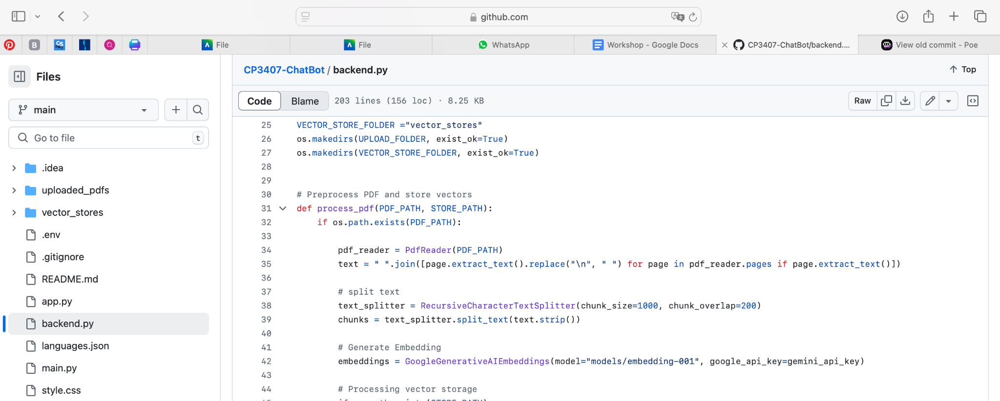 github.com
B
CS
File
File
WhatsApp
Workshop - Google Docs
CP3407-ChatBot/backend....
View old commit - Poe
Files
main
Go to file
t
.idea
uploaded_pdfs
vector_stores
.env
.gitignore
README.md
app.py
backend.py
languages.json
main.py
style.css
CP3407-ChatBot / backend.py
Top
Code
Blame
203 lines (156 loc) · 8.25 KB
Raw
25 VECTOR_STORE_FOLDER ="vector_stores"
26 os.makedirs(UPLOAD_FOLDER, exist_ok=True)
27 os.makedirs(VECTOR_STORE_FOLDER, exist_ok=True)
28
29
30 # Preprocess PDF and store vectors
31 def process_pdf(PDF_PATH, STORE_PATH):
32 if os.path.exists(PDF_PATH):
33
34 pdf_reader = PdfReader(PDF_PATH)
35 text = " ".join([page.extract_text().replace("\n", " ") for page in pdf_reader.pages if page.extract_text()])
36
37 # split text
38 text_splitter = RecursiveCharacterTextSplitter(chunk_size=1000, chunk_overlap=200)
39 chunks = text_splitter.split_text(text.strip())
40
41 # Generate Embedding
42 embeddings = GoogleGenerativeAIEmbeddings(model="models/embedding-001", google_api_key=gemini_api_key)
43
44 # Processing vector storage